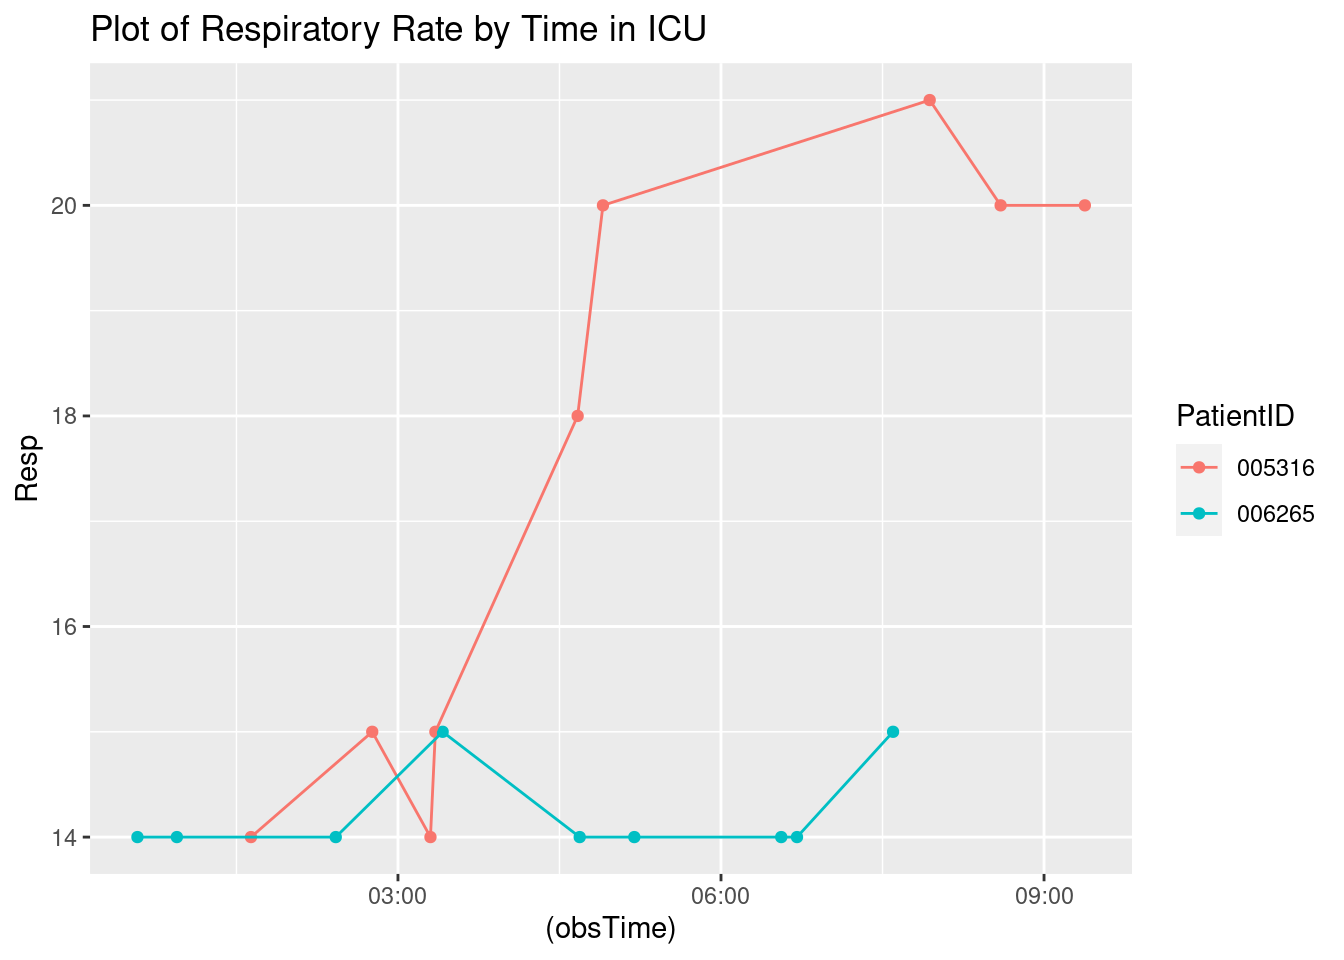 Plot of Respiratory Rate by Time in ICU
Resp
20
18
16
14
03:00 06:00 09:00
(obsTime)
PatientID
005316
006265